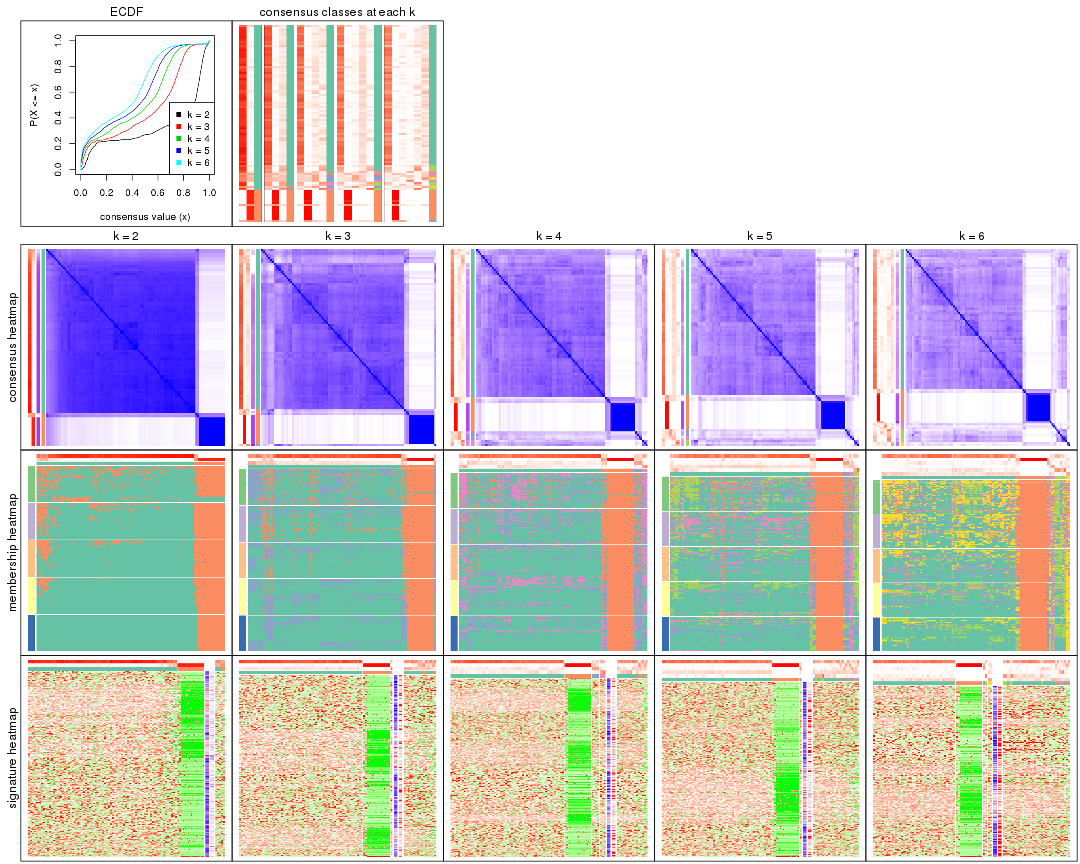 ECDF
consensus classes at each k
P(X <= x)
0.0 0.2 0.4 0.6 0.8 1.0
k = 2
k = 3
k = 4
k = 5
k = 6
0.0 0.2 0.4 0.6 0.8 1.0
consensus value (x)
k = 2
k = 3
k = 4
k = 5
k = 6
consensus heatmap
membership heatmap
signature heatmap